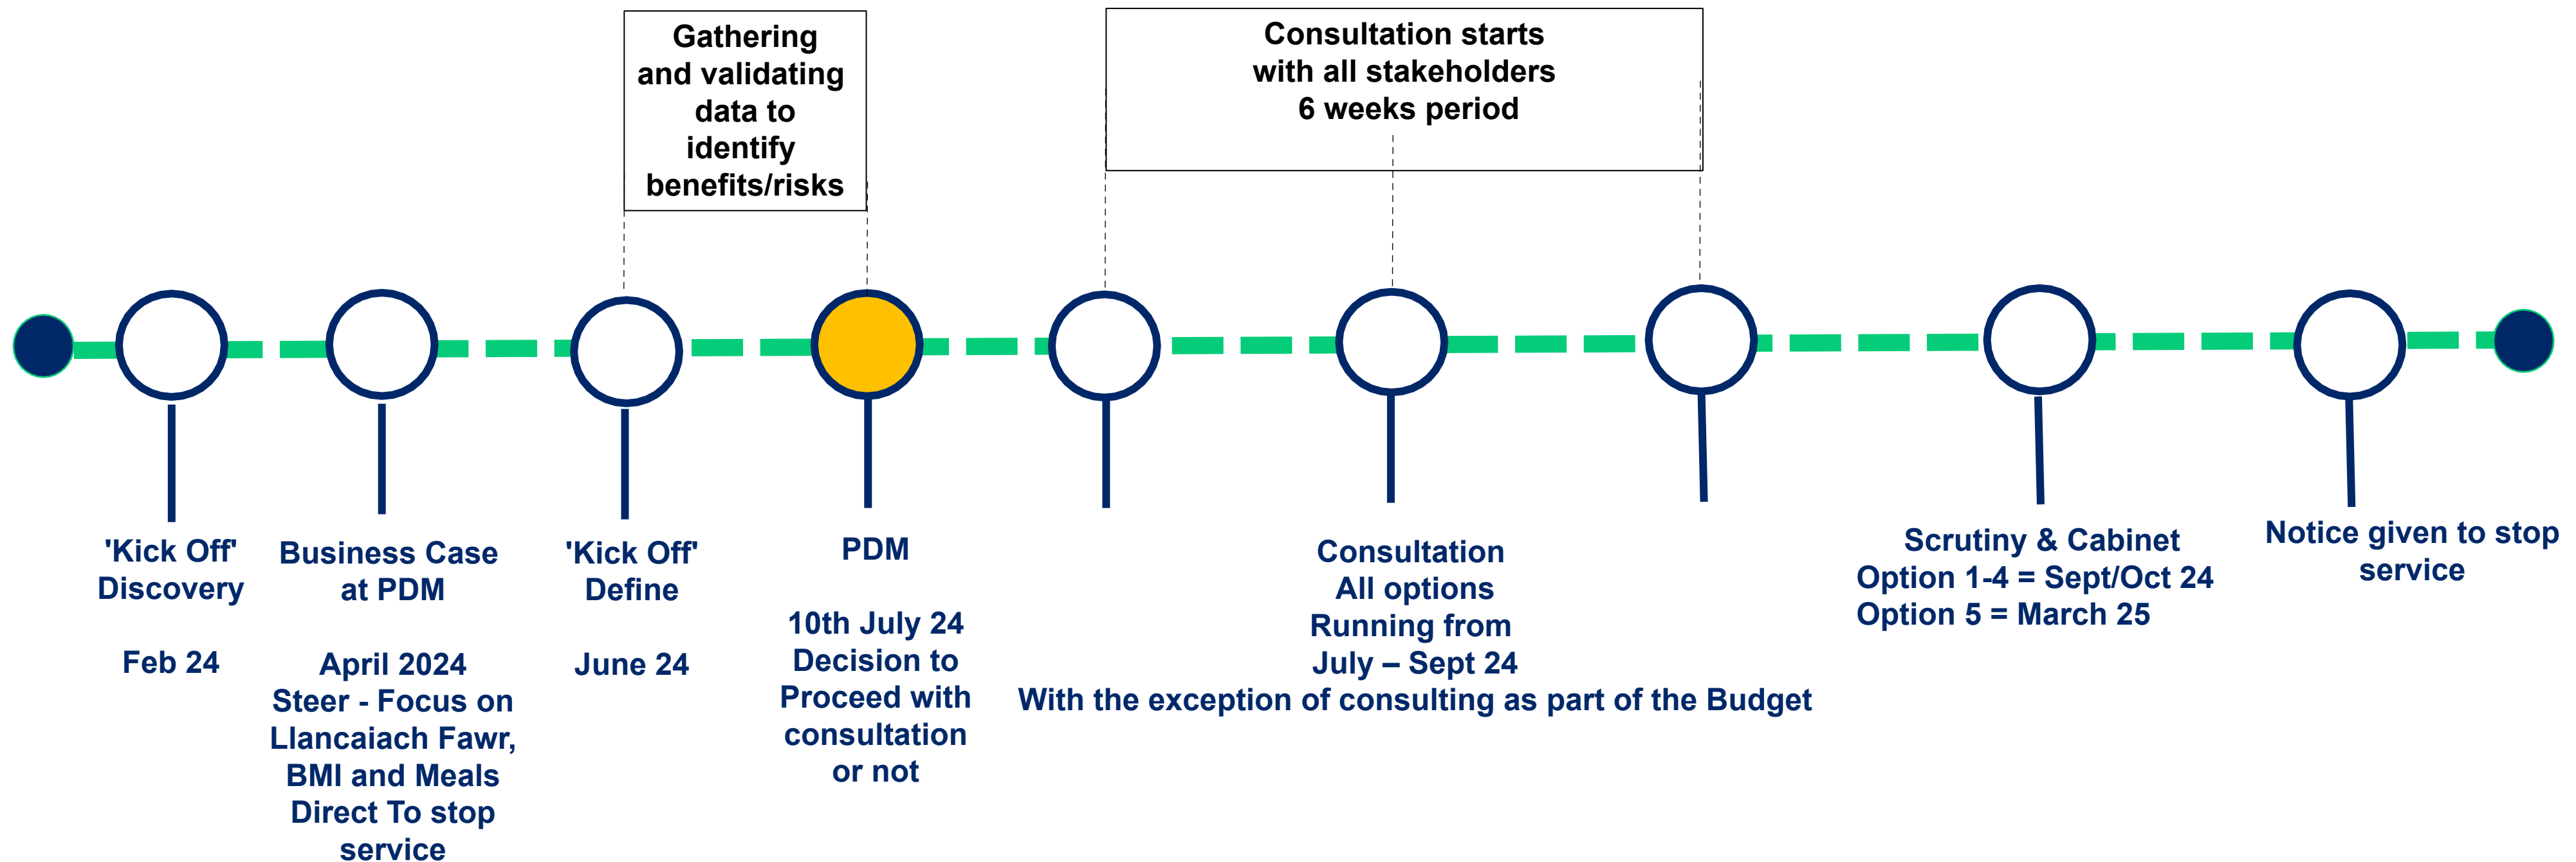 Gathering
and validating
data to
identify
benefits/risks
Consultation starts
with all stakeholders
6 weeks period
'Kick Off'
Discovery
Feb 24
Business Case
at PDM
April 2024
Steer - Focus on
Llancaiach Fawr,
BMI and Meals
Direct To stop
service
'Kick Off'
Define
June 24
PDM
10th July 24
Decision to
Proceed with
consultation
or not
Consultation
All options
Running from
July – Sept 24
With the exception of consulting as part of the Budget
Scrutiny & Cabinet
Option 1-4 = Sept/Oct 24
Option 5 = March 25
Notice given to stop
service